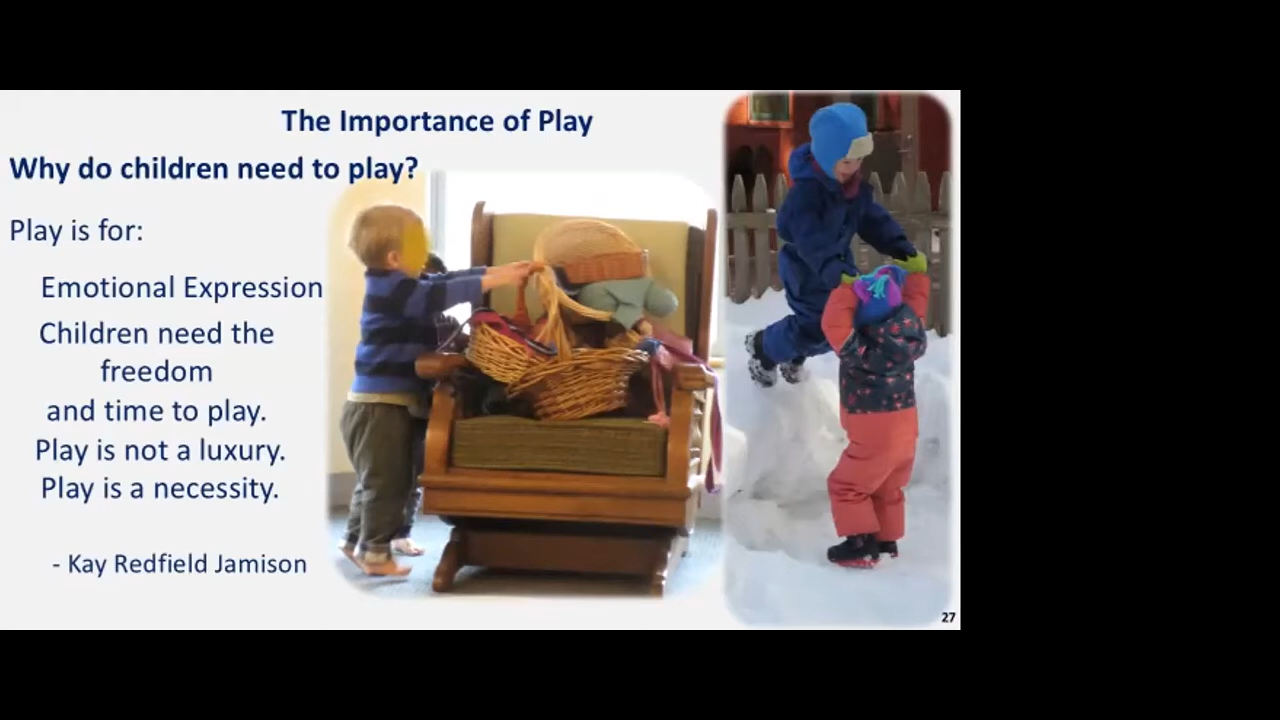 The Importance of Play
Why do children need to play?
Play is for:
Emotional Expression
Children need the
freedom
and time to play.
Play is not a luxury.
Play is a necessity.
- Kay Redfield Jamison
27